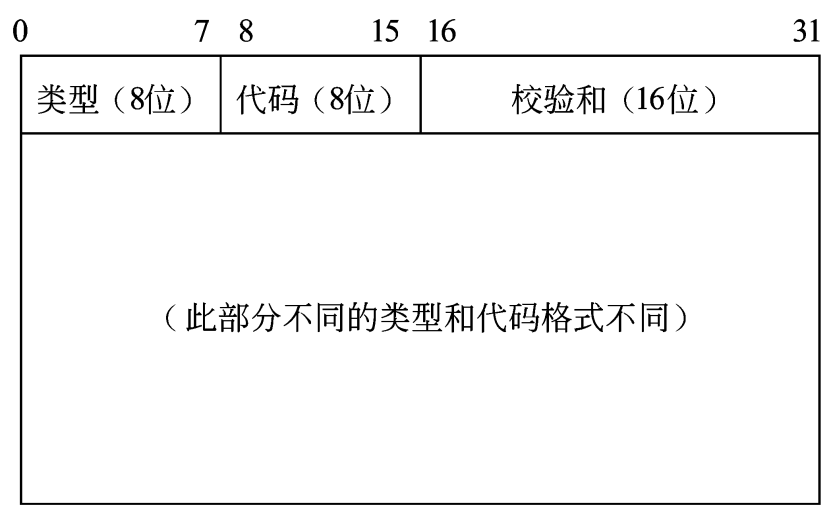 0 7 8 15 16 31
类型（8位） 代码（8位） 校验和（16位）
（此部分不同的类型和代码格式不同）